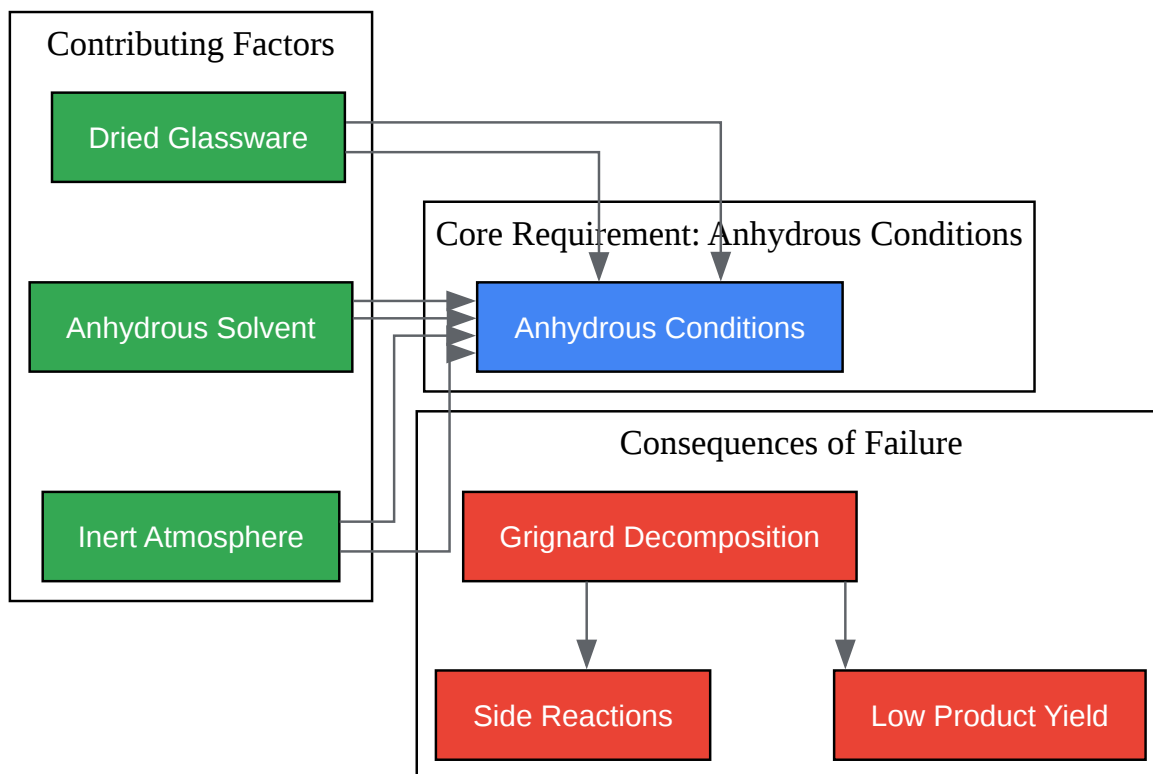 Contributing Factors
Dried Glassware
Anhydrous Solvent
Inert Atmosphere
Core Requirement: Anhydrous Conditions
Anhydrous Conditions
Consequences of Failure
Grignard Decomposition
Side Reactions
Low Product Yield